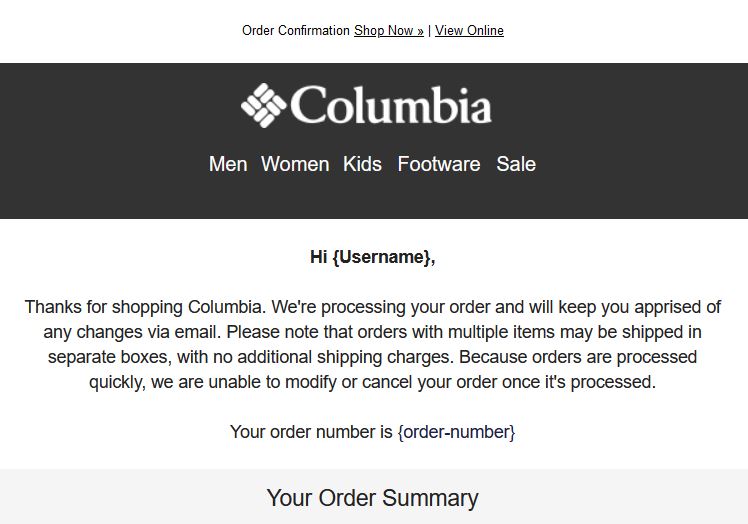 Order Confirmation Shop Now » | View Online
Columbia
Men Women Kids Footware Sale
Hi {Username},
Thanks for shopping Columbia. We're processing your order and will keep you apprised of
any changes via email. Please note that orders with multiple items may be shipped in
separate boxes, with no additional shipping charges. Because orders are processed
quickly, we are unable to modify or cancel your order once it's processed.
Your order number is {order-number}
Your Order Summary